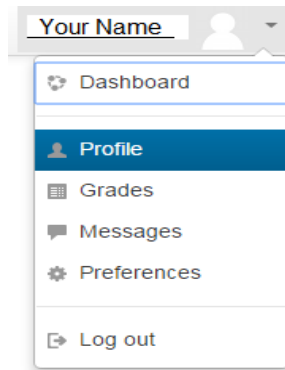 Your Name
Dashboard
Profile
Grades
Messages
Preferences
Log out